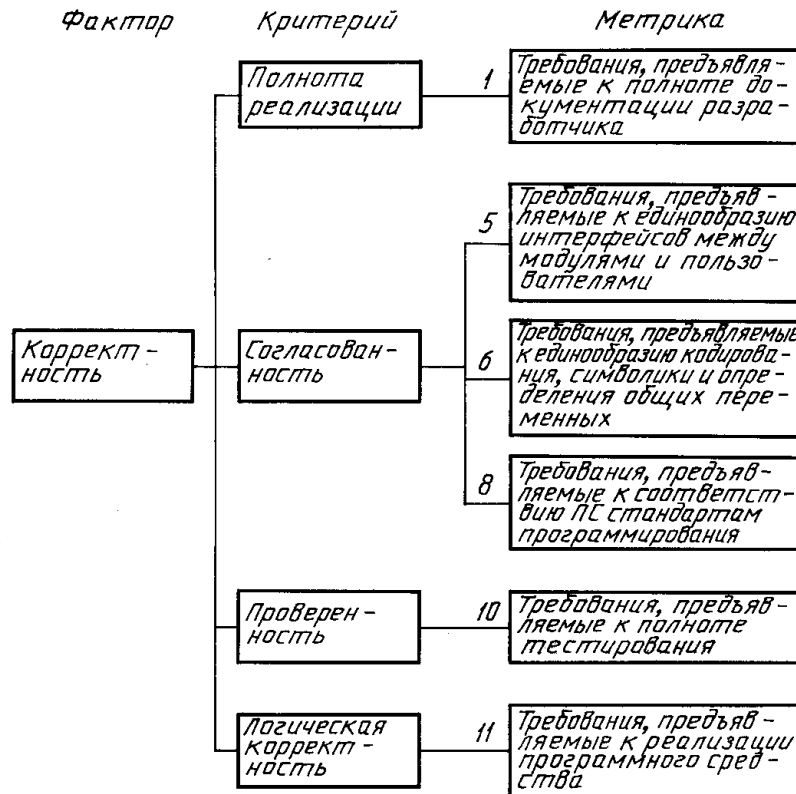 Фактор Критерий Метрика
Полнота
реализации
1
Требования, предъявля-
емые к полноте до-
кументации разра-
ботчика
5
Требования, предъяв-
ляемые к единообразию
интерфейсов между
модулями и пользо-
вателями
Коррект-
ность
Согласован-
ность
6
Требования, предъявляемые
к единообразию кодирова-
ния, символики и опре-
деления общих пере-
менных
8
Требования, предъяв-
ляемые к соответст-
вию ПС стандартам
программирования
Проверен-
ность
10
Требования, предъяв-
ляемые к полноте
тестирования
Логическая
коррект-
ность
11
Требования, предъяв-
ляемые к реализации
программного сред-
ства